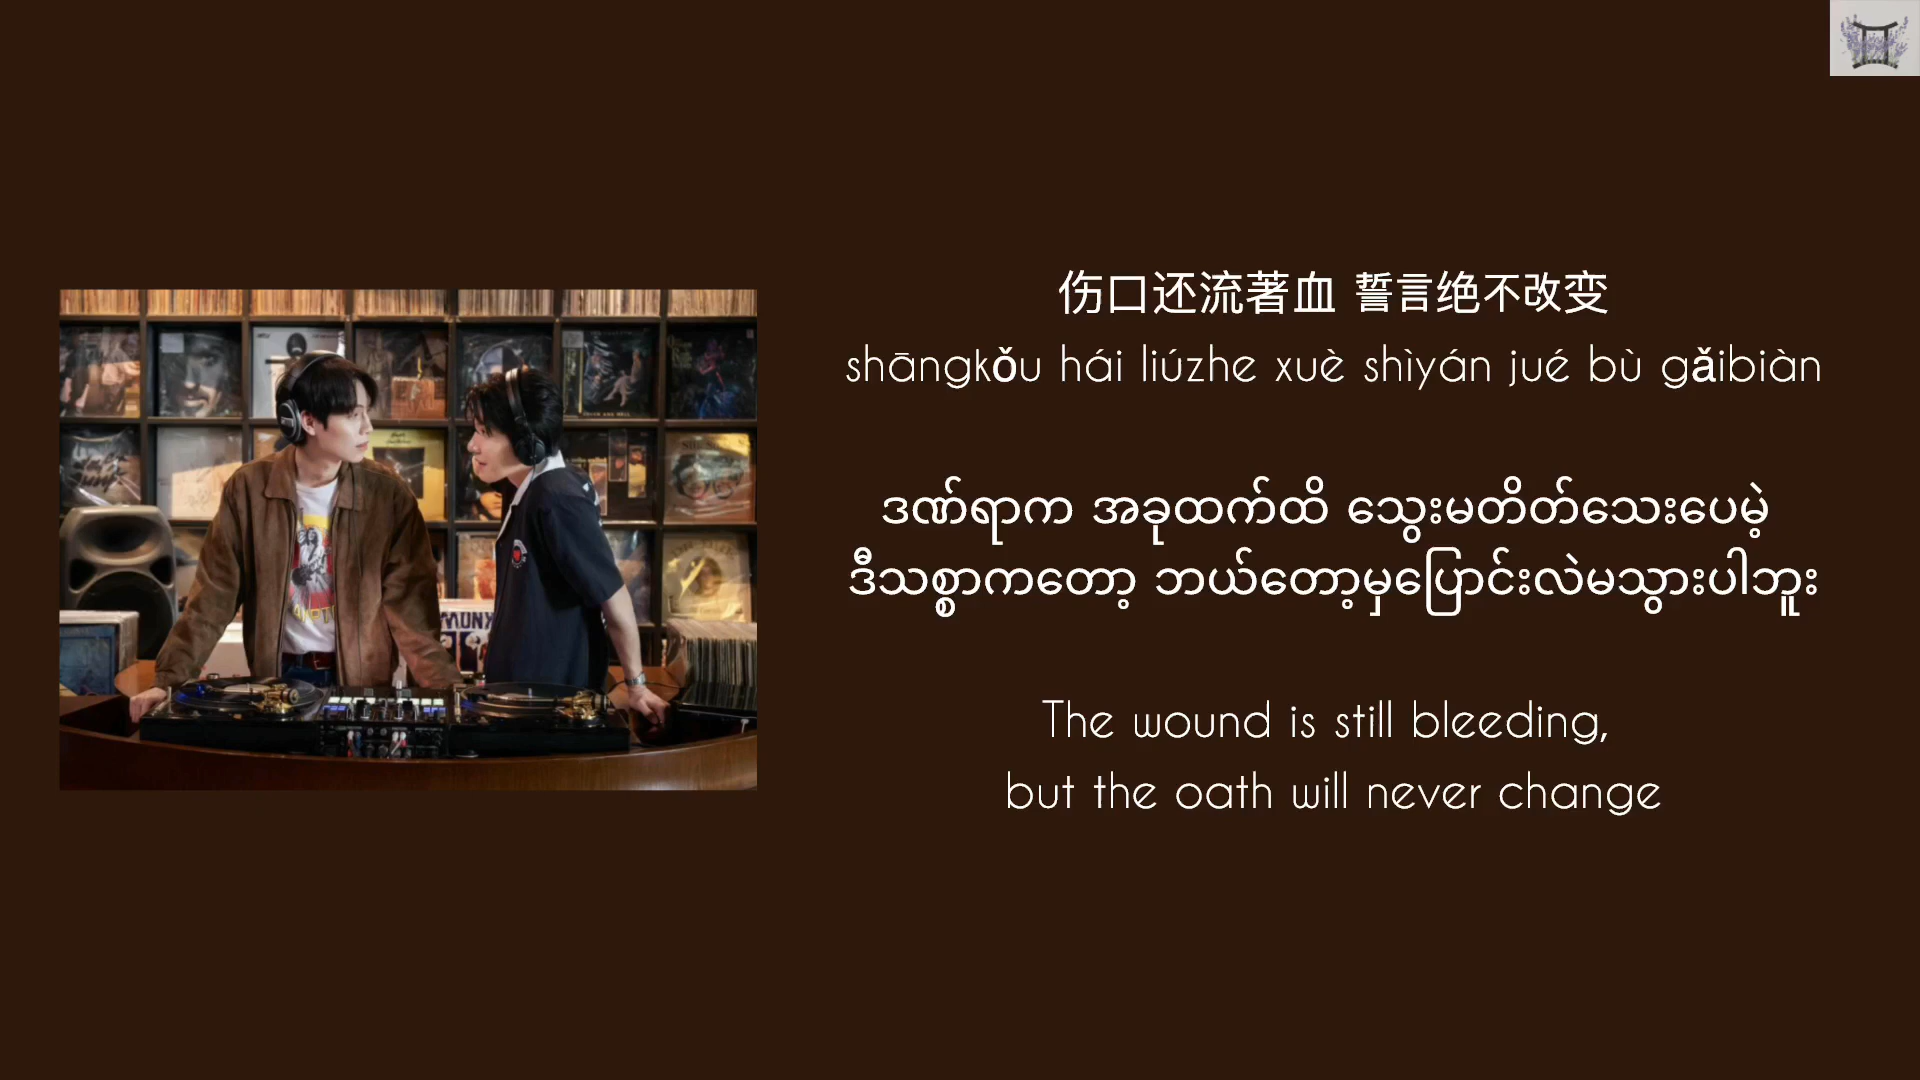 伤口还流著血 誓言绝不改变
shāngkǒu hái liúzhe xuè shìyán jué bù gǎibiàn
ဒဏ်ရာက အခုထက်ထိ သွေးမတိတ်သေးပေမဲ့
ဒီသစ္စာကတော့ ဘယ်တော့မှပြောင်းလဲမသွားပါဘူး
The wound is still bleeding,
but the oath will never change